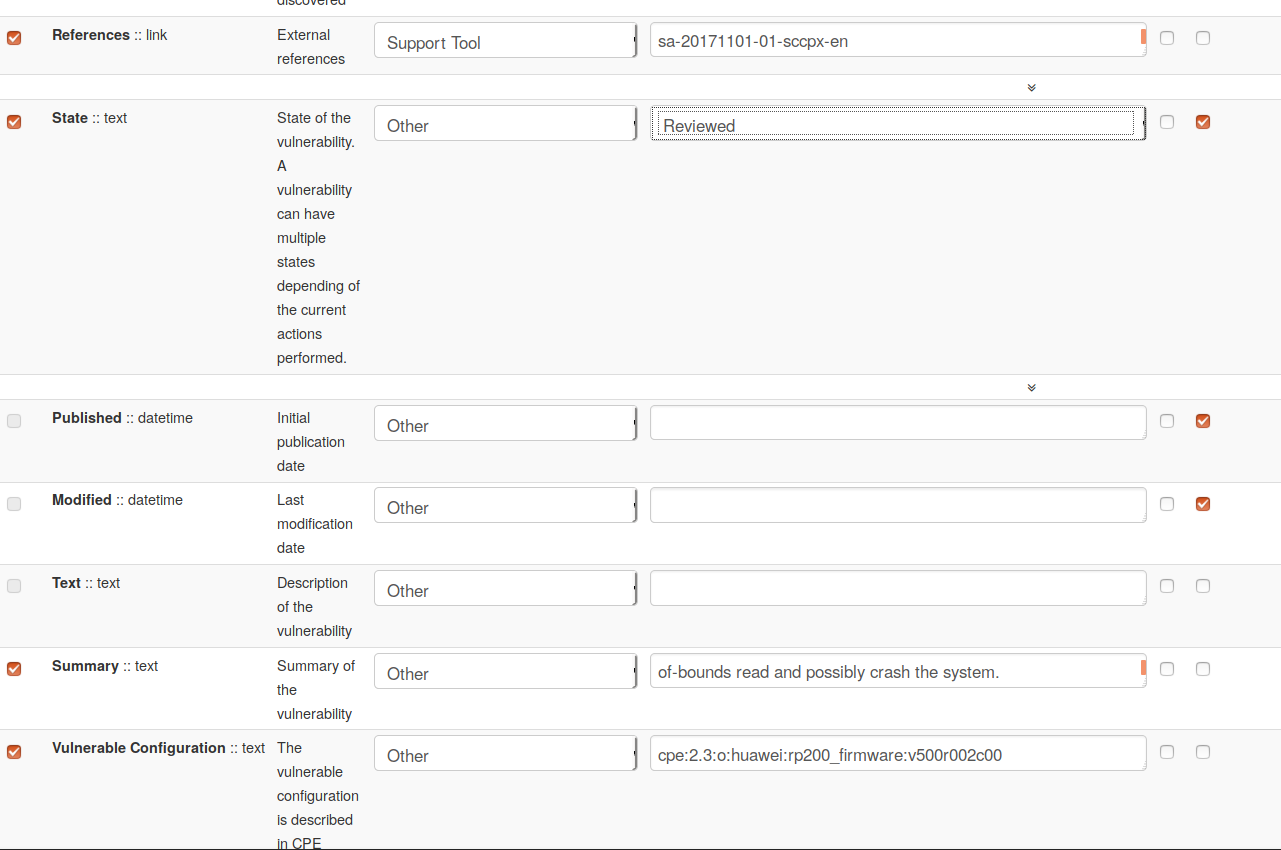 discovered
References :: link
External
references
Support Tool
sa-20171101-01-sccpx-en
State :: text
State of the
vulnerability.
A
vulnerability
can have
multiple
states
depending of
the current
actions
performed.
Other
Reviewed
Published :: datetime
Initial
publication
date
Other
Modified :: datetime
Last
modification
date
Other
Text :: text
Description
of the
vulnerability
Other
Summary :: text
Summary of
the
vulnerability
Other
of-bounds read and possibly crash the system.
Vulnerable Configuration :: text
The
vulnerable
configuration
is described
in CPE
Other
cpe:2.3:o:huawei:rp200_firmware:v500r002c00